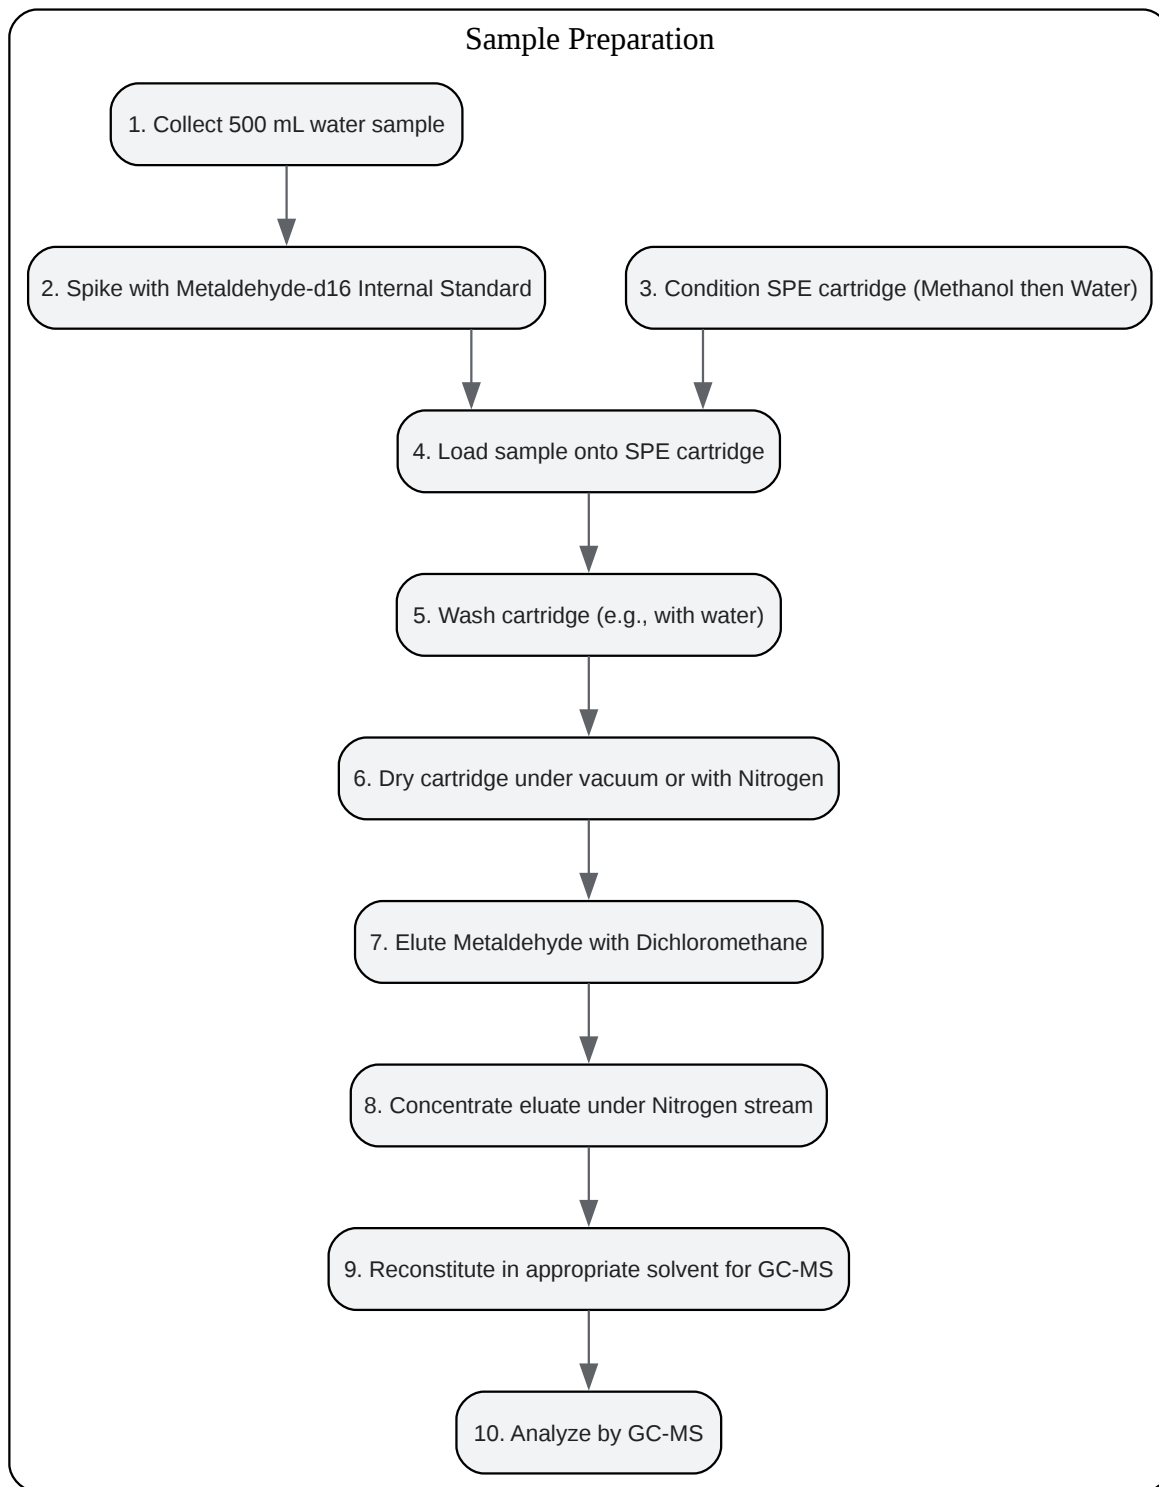 Sample Preparation
1. Collect 500 mL water sample
2. Spike with Metaldehyde-d16 Internal Standard
3. Condition SPE cartridge (Methanol then Water)
4. Load sample onto SPE cartridge
5. Wash cartridge (e.g., with water)
6. Dry cartridge under vacuum or with Nitrogen
7. Elute Metaldehyde with Dichloromethane
8. Concentrate eluate under Nitrogen stream
9. Reconstitute in appropriate solvent for GC-MS
10. Analyze by GC-MS